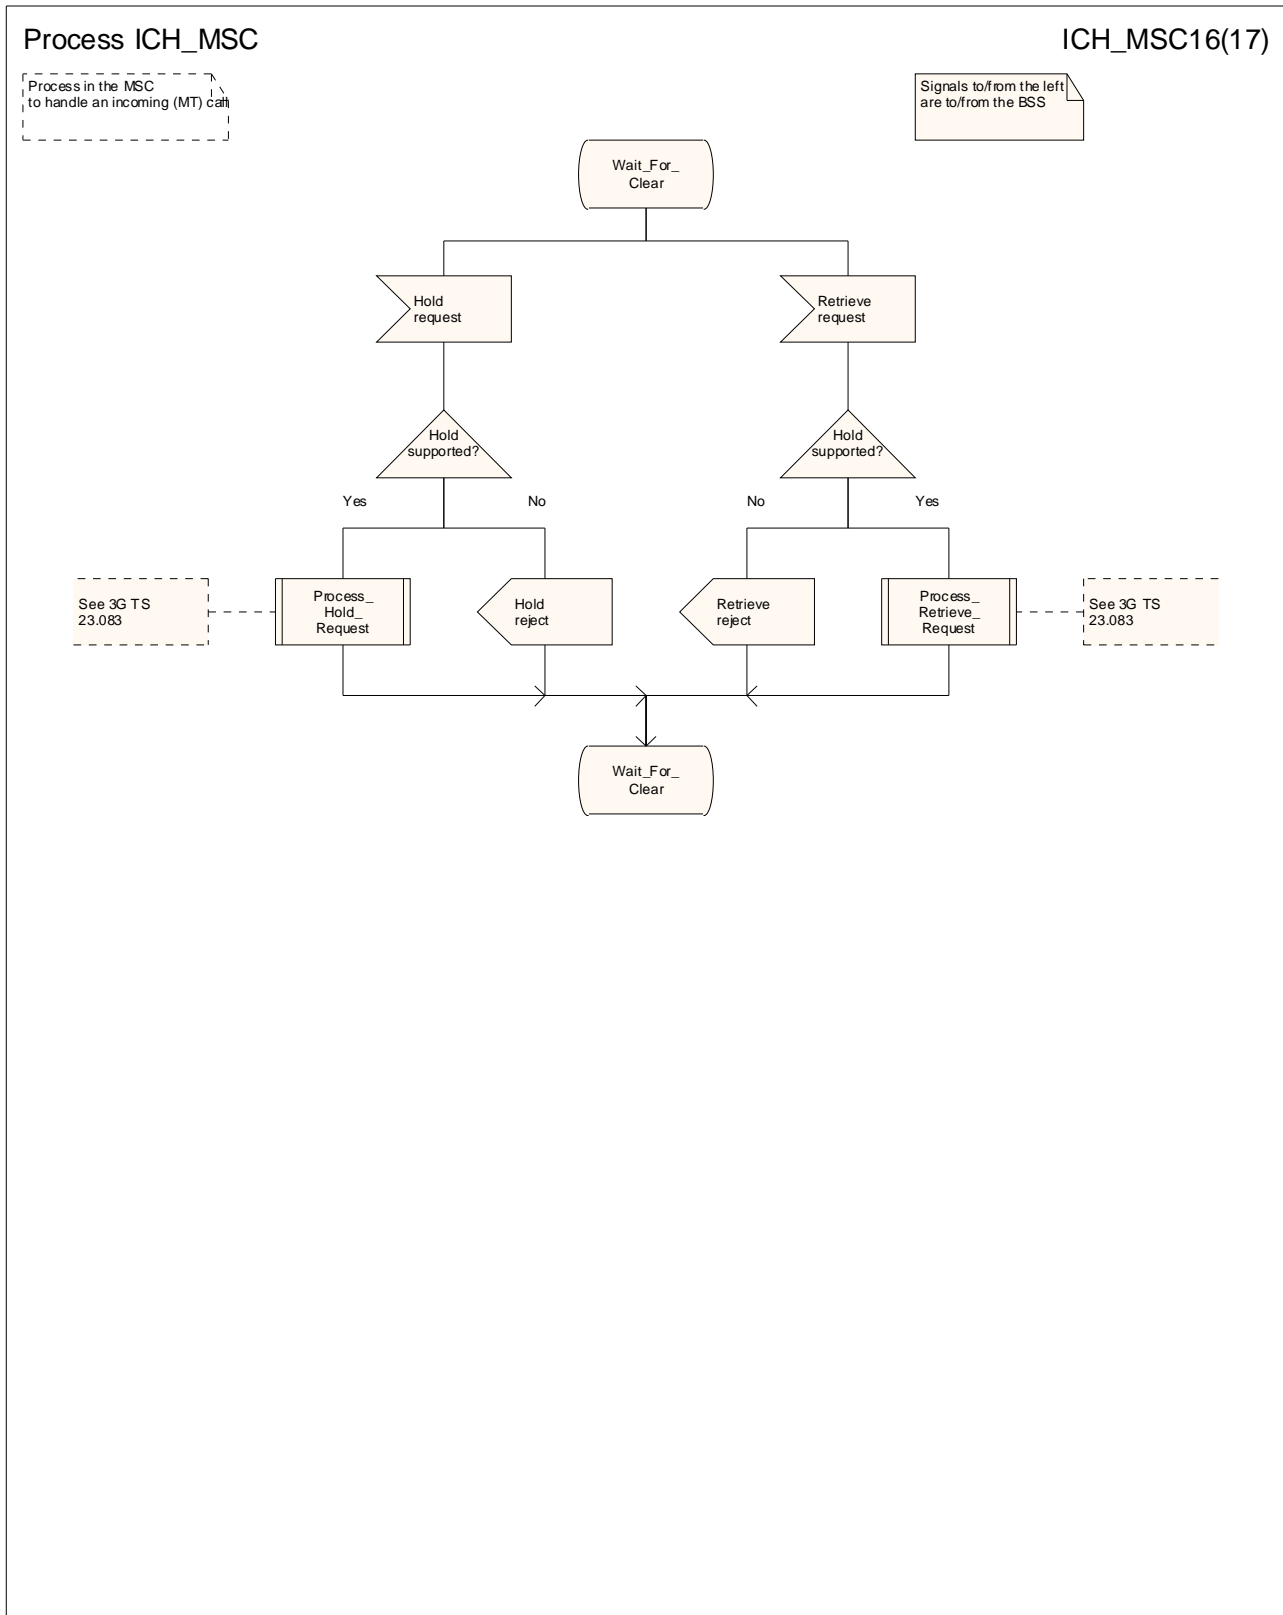 Process ICH_MSC
ICH_MSC16(17)
Process in the MSC
to handle an incoming (MT) call
Signals to/from the left
are to/from the BSS
Wait_For_
Clear
Hold
request
Retrieve
request
Hold
supported?
Hold
supported?
Yes
No
No
Yes
See 3G TS
23.083
Process_
Hold_
Request
Hold
reject
Retrieve
reject
Process_
Retrieve_
Request
See 3G TS
23.083
Wait_For_
Clear